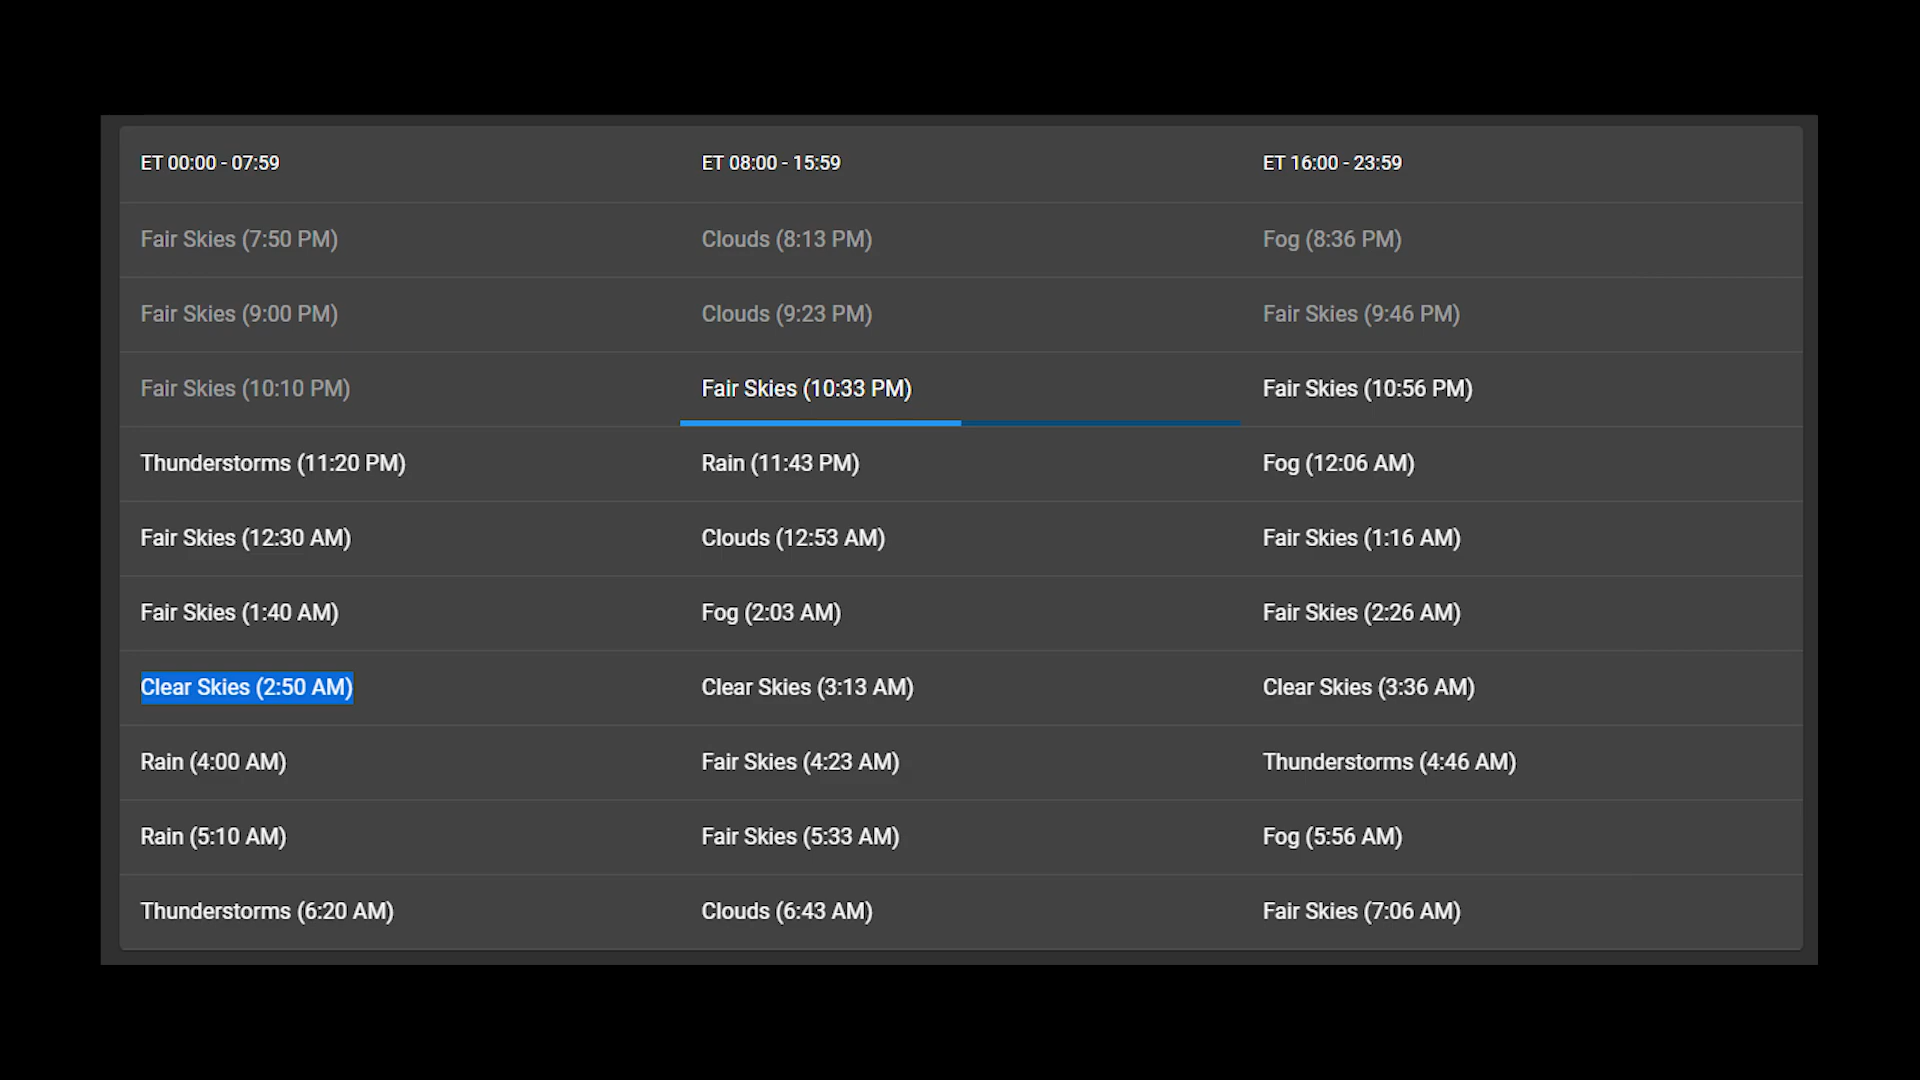 ET 00:00 - 07:59 ET 08:00 - 15:59 ET 16:00 - 23:59
Fair Skies (7:50 PM) Clouds (8:13 PM) Fog (8:36 PM)
Fair Skies (9:00 PM) Clouds (9:23 PM) Fair Skies (9:46 PM)
Fair Skies (10:10 PM) Fair Skies (10:33 PM) Fair Skies (10:56 PM)
Thunderstorms (11:20 PM) Rain (11:43 PM) Fog (12:06 AM)
Fair Skies (12:30 AM) Clouds (12:53 AM) Fair Skies (1:16 AM)
Fair Skies (1:40 AM) Fog (2:03 AM) Fair Skies (2:26 AM)
Clear Skies (2:50 AM) Clear Skies (3:13 AM) Clear Skies (3:36 AM)
Rain (4:00 AM) Fair Skies (4:23 AM) Thunderstorms (4:46 AM)
Rain (5:10 AM) Fair Skies (5:33 AM) Fog (5:56 AM)
Thunderstorms (6:20 AM) Clouds (6:43 AM) Fair Skies (7:06 AM)